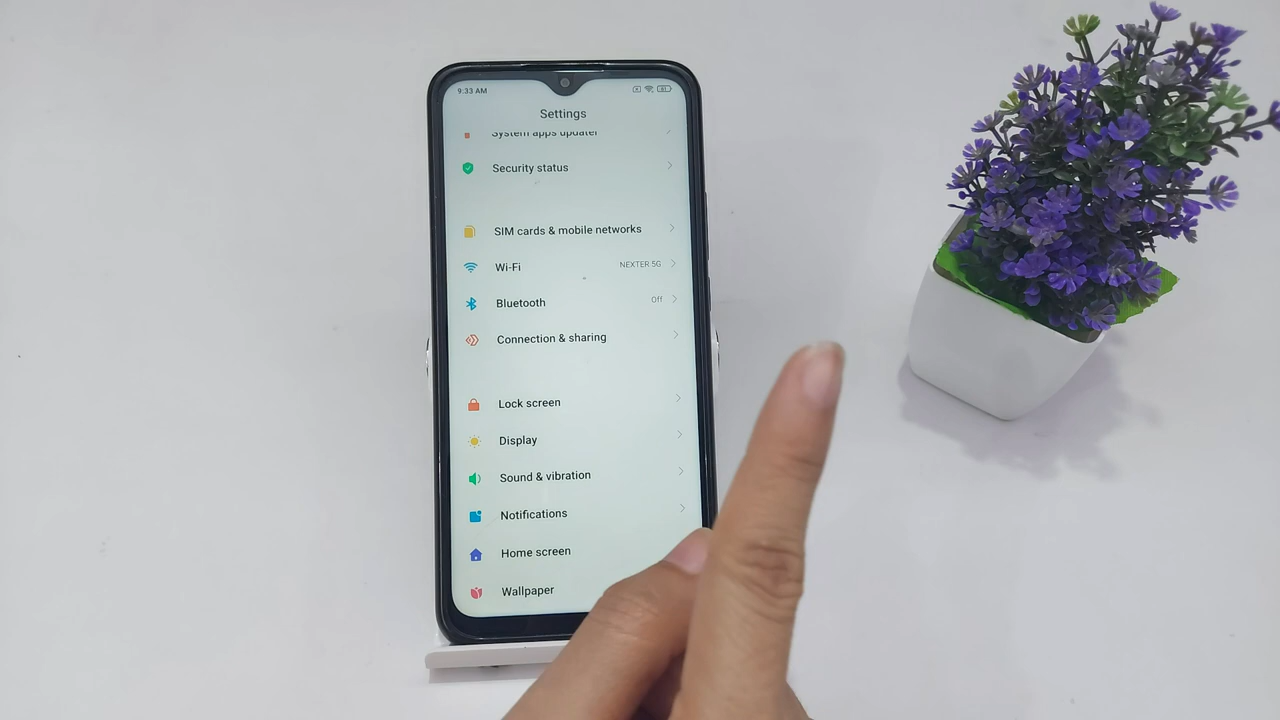 9:33 AM
61
Settings
System apps updater
Security status
SIM cards & mobile networks
Wi-Fi NEXTER 5G
Bluetooth Off
Connection & sharing
Lock screen
Display
Sound & vibration
Notifications
Home screen
Wallpaper